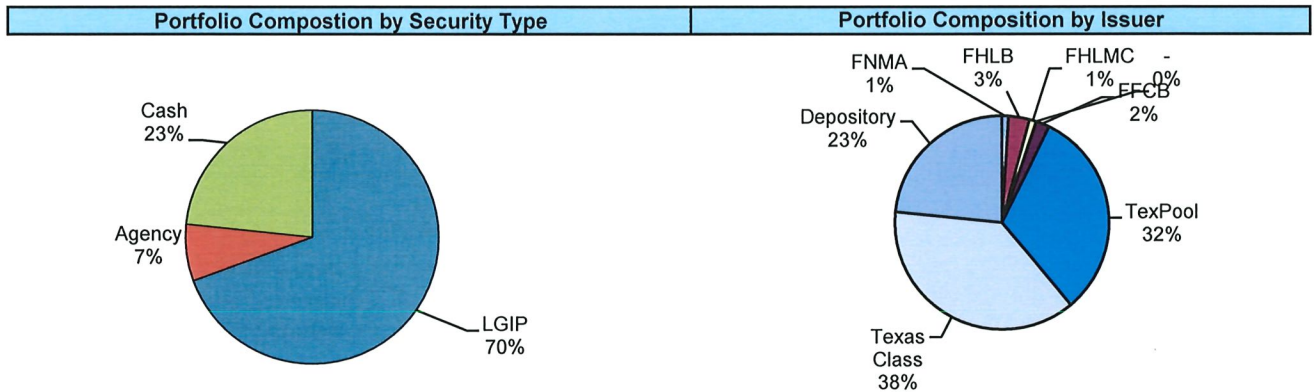 Portfolio Compostion by Security Type
Portfolio Composition by Issuer
Cash
23%
Agency
7%
LGIP
70%
FNMA
1%
FHLB
3%
FHLMC
1%
-
0%
FFCB
2%
Depository
23%
TexPool
32%
Texas
Class
38%